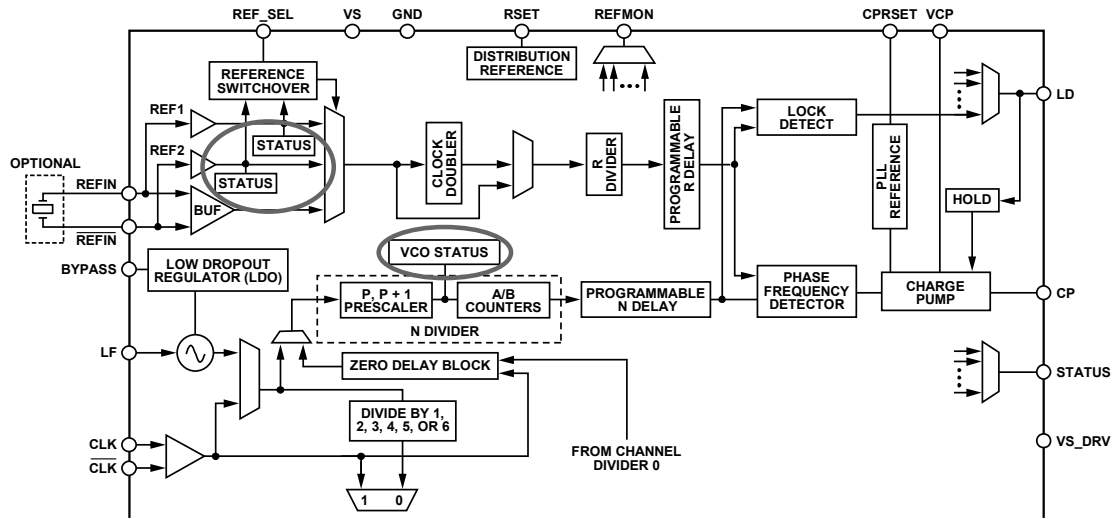 REF_SEL
VS
GND
RSET
REFMON
CPRSET
VCP
REFERENCE
SWITCHOVER
DISTRIBUTION
REFERENCE
LD
REF1
REF2
STATUS
STATUS
CLOCK
DOUBLER
R
DIVIDER
PROGRAMMABLE
R DELAY
LOCK
DETECT
PLL
REFERENCE
HOLD
OPTIONAL
REFIN
REFIN
BUF
BYPASS
LOW DROPOUT
REGULATOR (LDO)
VCO STATUS
P, P + 1
PRESCALER
A/B
COUNTERS
N DIVIDER
PROGRAMMABLE
N DELAY
PHASE
FREQUENCY
DETECTOR
CHARGE
PUMP
CP
LF
ZERO DELAY BLOCK
STATUS
DIVIDE BY 1,
2, 3, 4, 5, OR 6
FROM CHANNEL
DIVIDER 0
CLK
CLK
VS_DRV
1 0